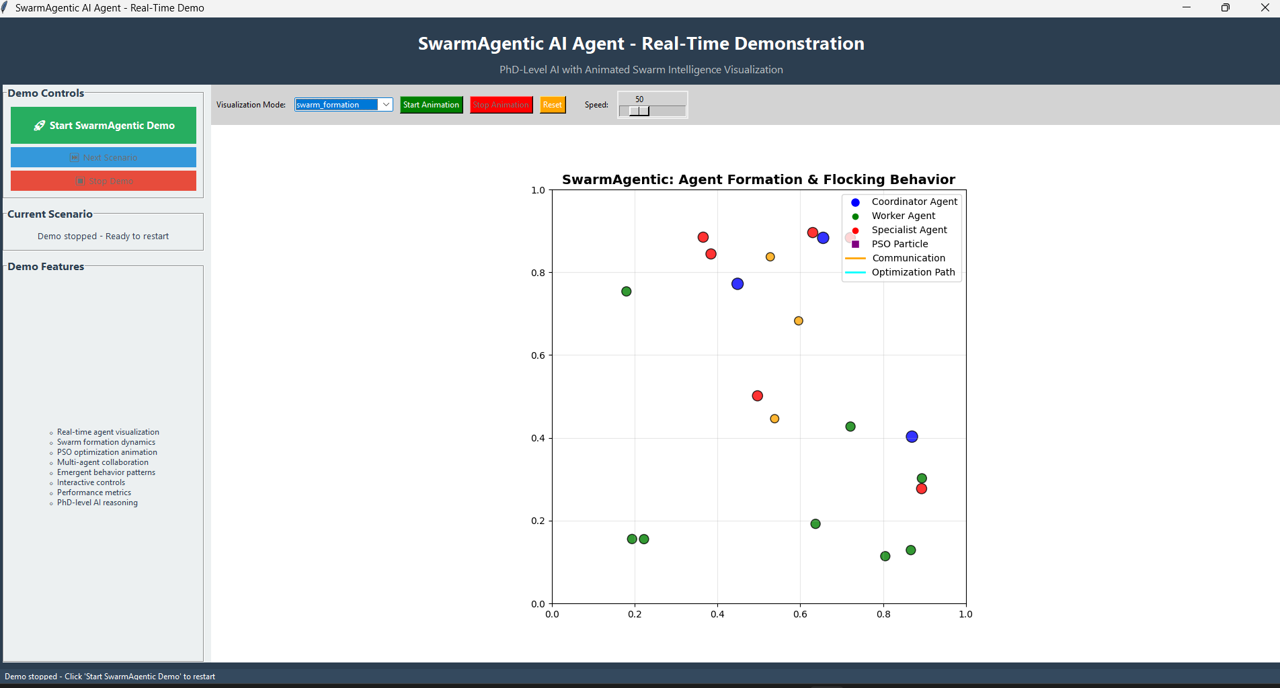 SwarmAgentic AI Agent - Real-Time Demo
SwarmAgentic AI Agent - Real-Time Demonstration
PhD-Level AI with Animated Swarm Intelligence Visualization
Demo Controls
Start SwarmAgentic Demo
Next Scenario
Stop Demo
Current Scenario
Demo stopped - Ready to restart
Demo Features
Real-time agent visualization
Swarm formation dynamics
PSO optimization animation
Multi-agent collaboration
Emergent behavior patterns
Interactive controls
Performance metrics
PhD-level AI reasoning
Visualization Mode: swarm_formation Start Animation Stop Animation Reset Speed: 50
SwarmAgentic: Agent Formation & Flocking Behavior
Coordinator Agent
Worker Agent
Specialist Agent
PSO Particle
Communication
Optimization Path
1.0
0.8
0.6
0.4
0.2
0.0
0.0 0.2 0.4 0.6 0.8 1.0
Demo stopped - Click 'Start SwarmAgentic Demo' to restart